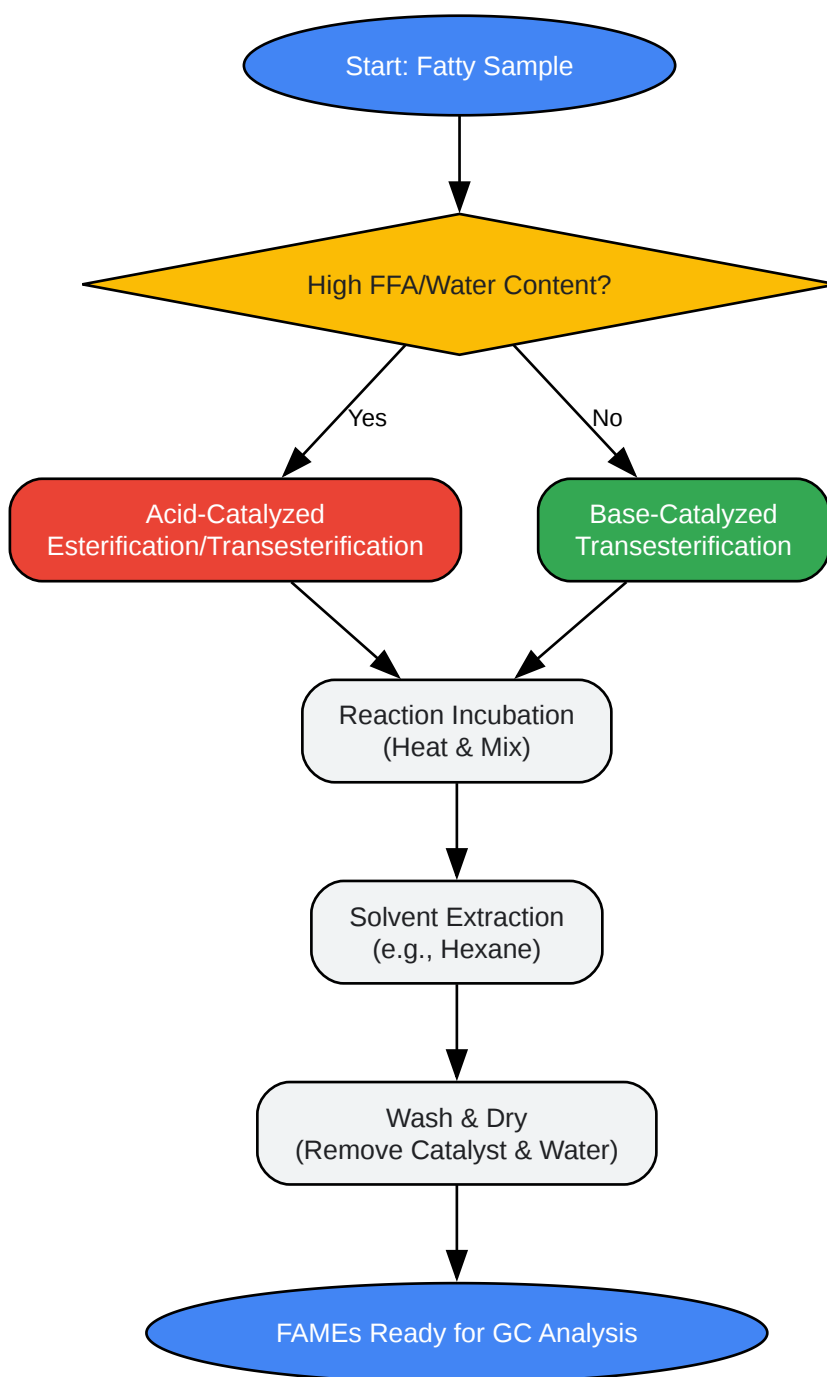 Start: Fatty Sample
High FFA/Water Content?
Yes
No
Acid-Catalyzed
Esterification/Transesterification
Base-Catalyzed
Transesterification
Reaction Incubation
(Heat & Mix)
Solvent Extraction
(e.g., Hexane)
Wash & Dry
(Remove Catalyst & Water)
FAMEs Ready for GC Analysis